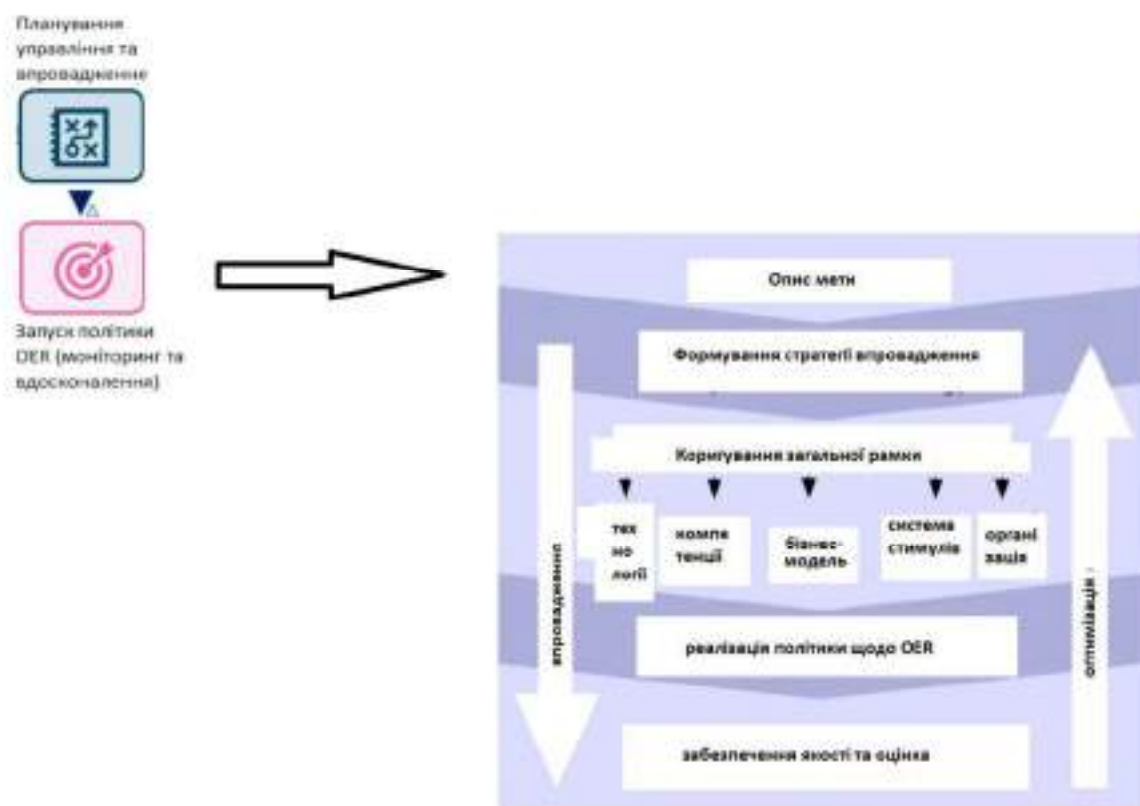 Планування
управління та
впровадження
Запуск політики
OER (моніторинг та
вдосконалення)
Опис мети
Формування стратегії впровадження
Коригування загальної рамки
тех
но
логії
компе
тенції
бізнес-
модель
система
стимулів
органі
зація
реалізація політики щодо OER
забезпечення якості та оцінка
впровадження
оптимізація